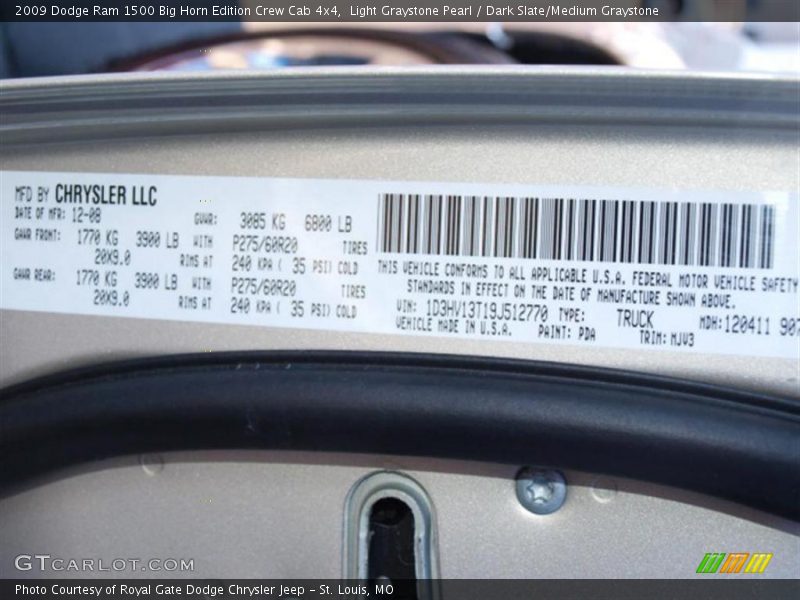 2009 Dodge Ram 1500 Big Horn Edition Crew Cab 4x4,  Light Graystone Pearl / Dark Slate/Medium Graystone
MFD BY CHRYSLER LLC
DATE OF MFR: 12-08 GVWR: 3085 KG 6800 LB
GAWR FRONT: 1770 KG 3900 LB WITH P275/60R20 TIRES
20X9.0 RIMS AT 240 KPA ( 35 PSI) COLD
GAWR REAR: 1770 KG 3900 LB WITH P275/60R20 TIRES
20X9.0 RIMS AT 240 KPA ( 35 PSI) COLD
THIS VEHICLE CONFORMS TO ALL APPLICABLE U.S.A. FEDERAL MOTOR VEHICLE SAFETY
STANDARDS IN EFFECT ON THE DATE OF MANUFACTURE SHOWN ABOVE.
VIN: 1D3HV13T19J512770 TYPE: TRUCK MDH:120411 907
VEHICLE MADE IN U.S.A. PAINT: PDA TRIM: MJV3
GTCARLOT.COM
Photo Courtesy of Royal Gate Dodge Chrysler Jeep - St. Louis, MO